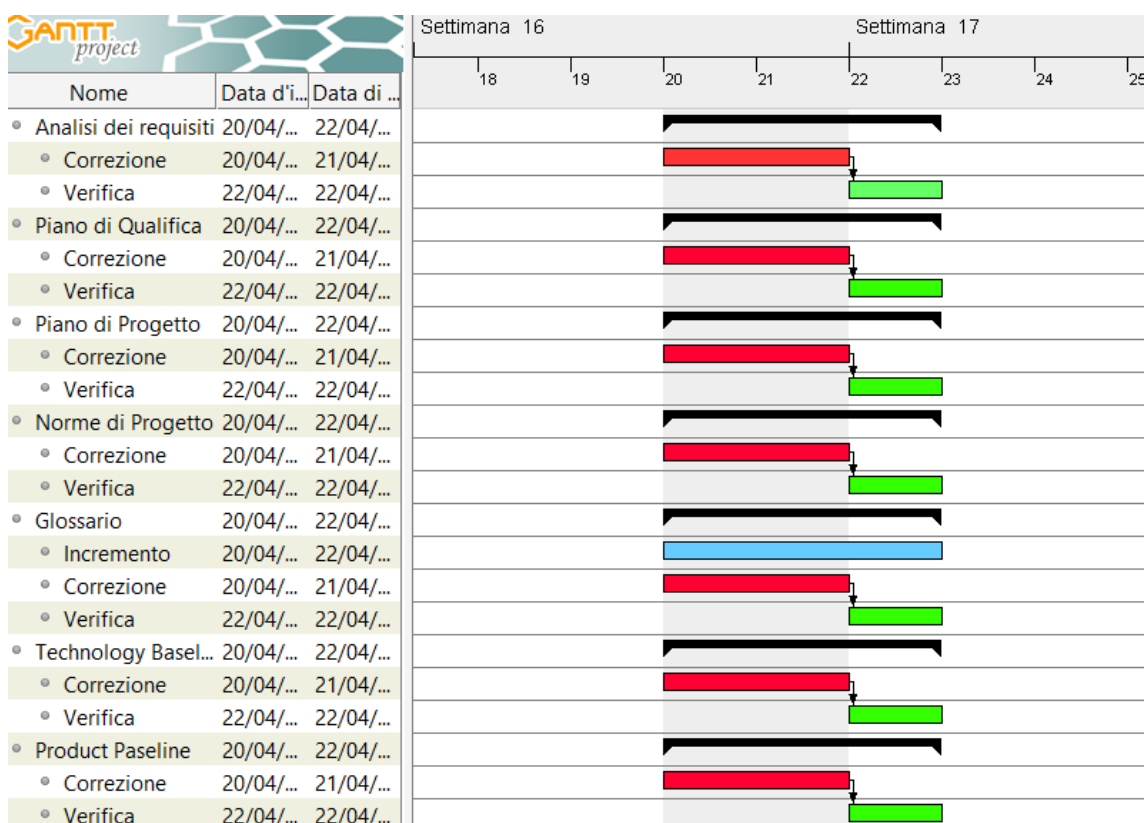 GANTT project
Settimana 16 Settimana 17
18 19 20 21 22 23 24 25
Nome Data d'i... Data di ...
Analisi dei requisiti 20/04/... 22/04/...
Correzione 20/04/... 21/04/...
Verifica 22/04/... 22/04/...
Piano di Qualifica 20/04/... 22/04/...
Correzione 20/04/... 21/04/...
Verifica 22/04/... 22/04/...
Piano di Progetto 20/04/... 22/04/...
Correzione 20/04/... 21/04/...
Verifica 22/04/... 22/04/...
Norme di Progetto 20/04/... 22/04/...
Correzione 20/04/... 21/04/...
Verifica 22/04/... 22/04/...
Glossario 20/04/... 22/04/...
Incremento 20/04/... 22/04/...
Correzione 20/04/... 21/04/...
Verifica 22/04/... 22/04/...
Technology Basel... 20/04/... 22/04/...
Correzione 20/04/... 21/04/...
Verifica 22/04/... 22/04/...
Product Paseline 20/04/... 22/04/...
Correzione 20/04/... 21/04/...
Verifica 22/04/... 22/04/...